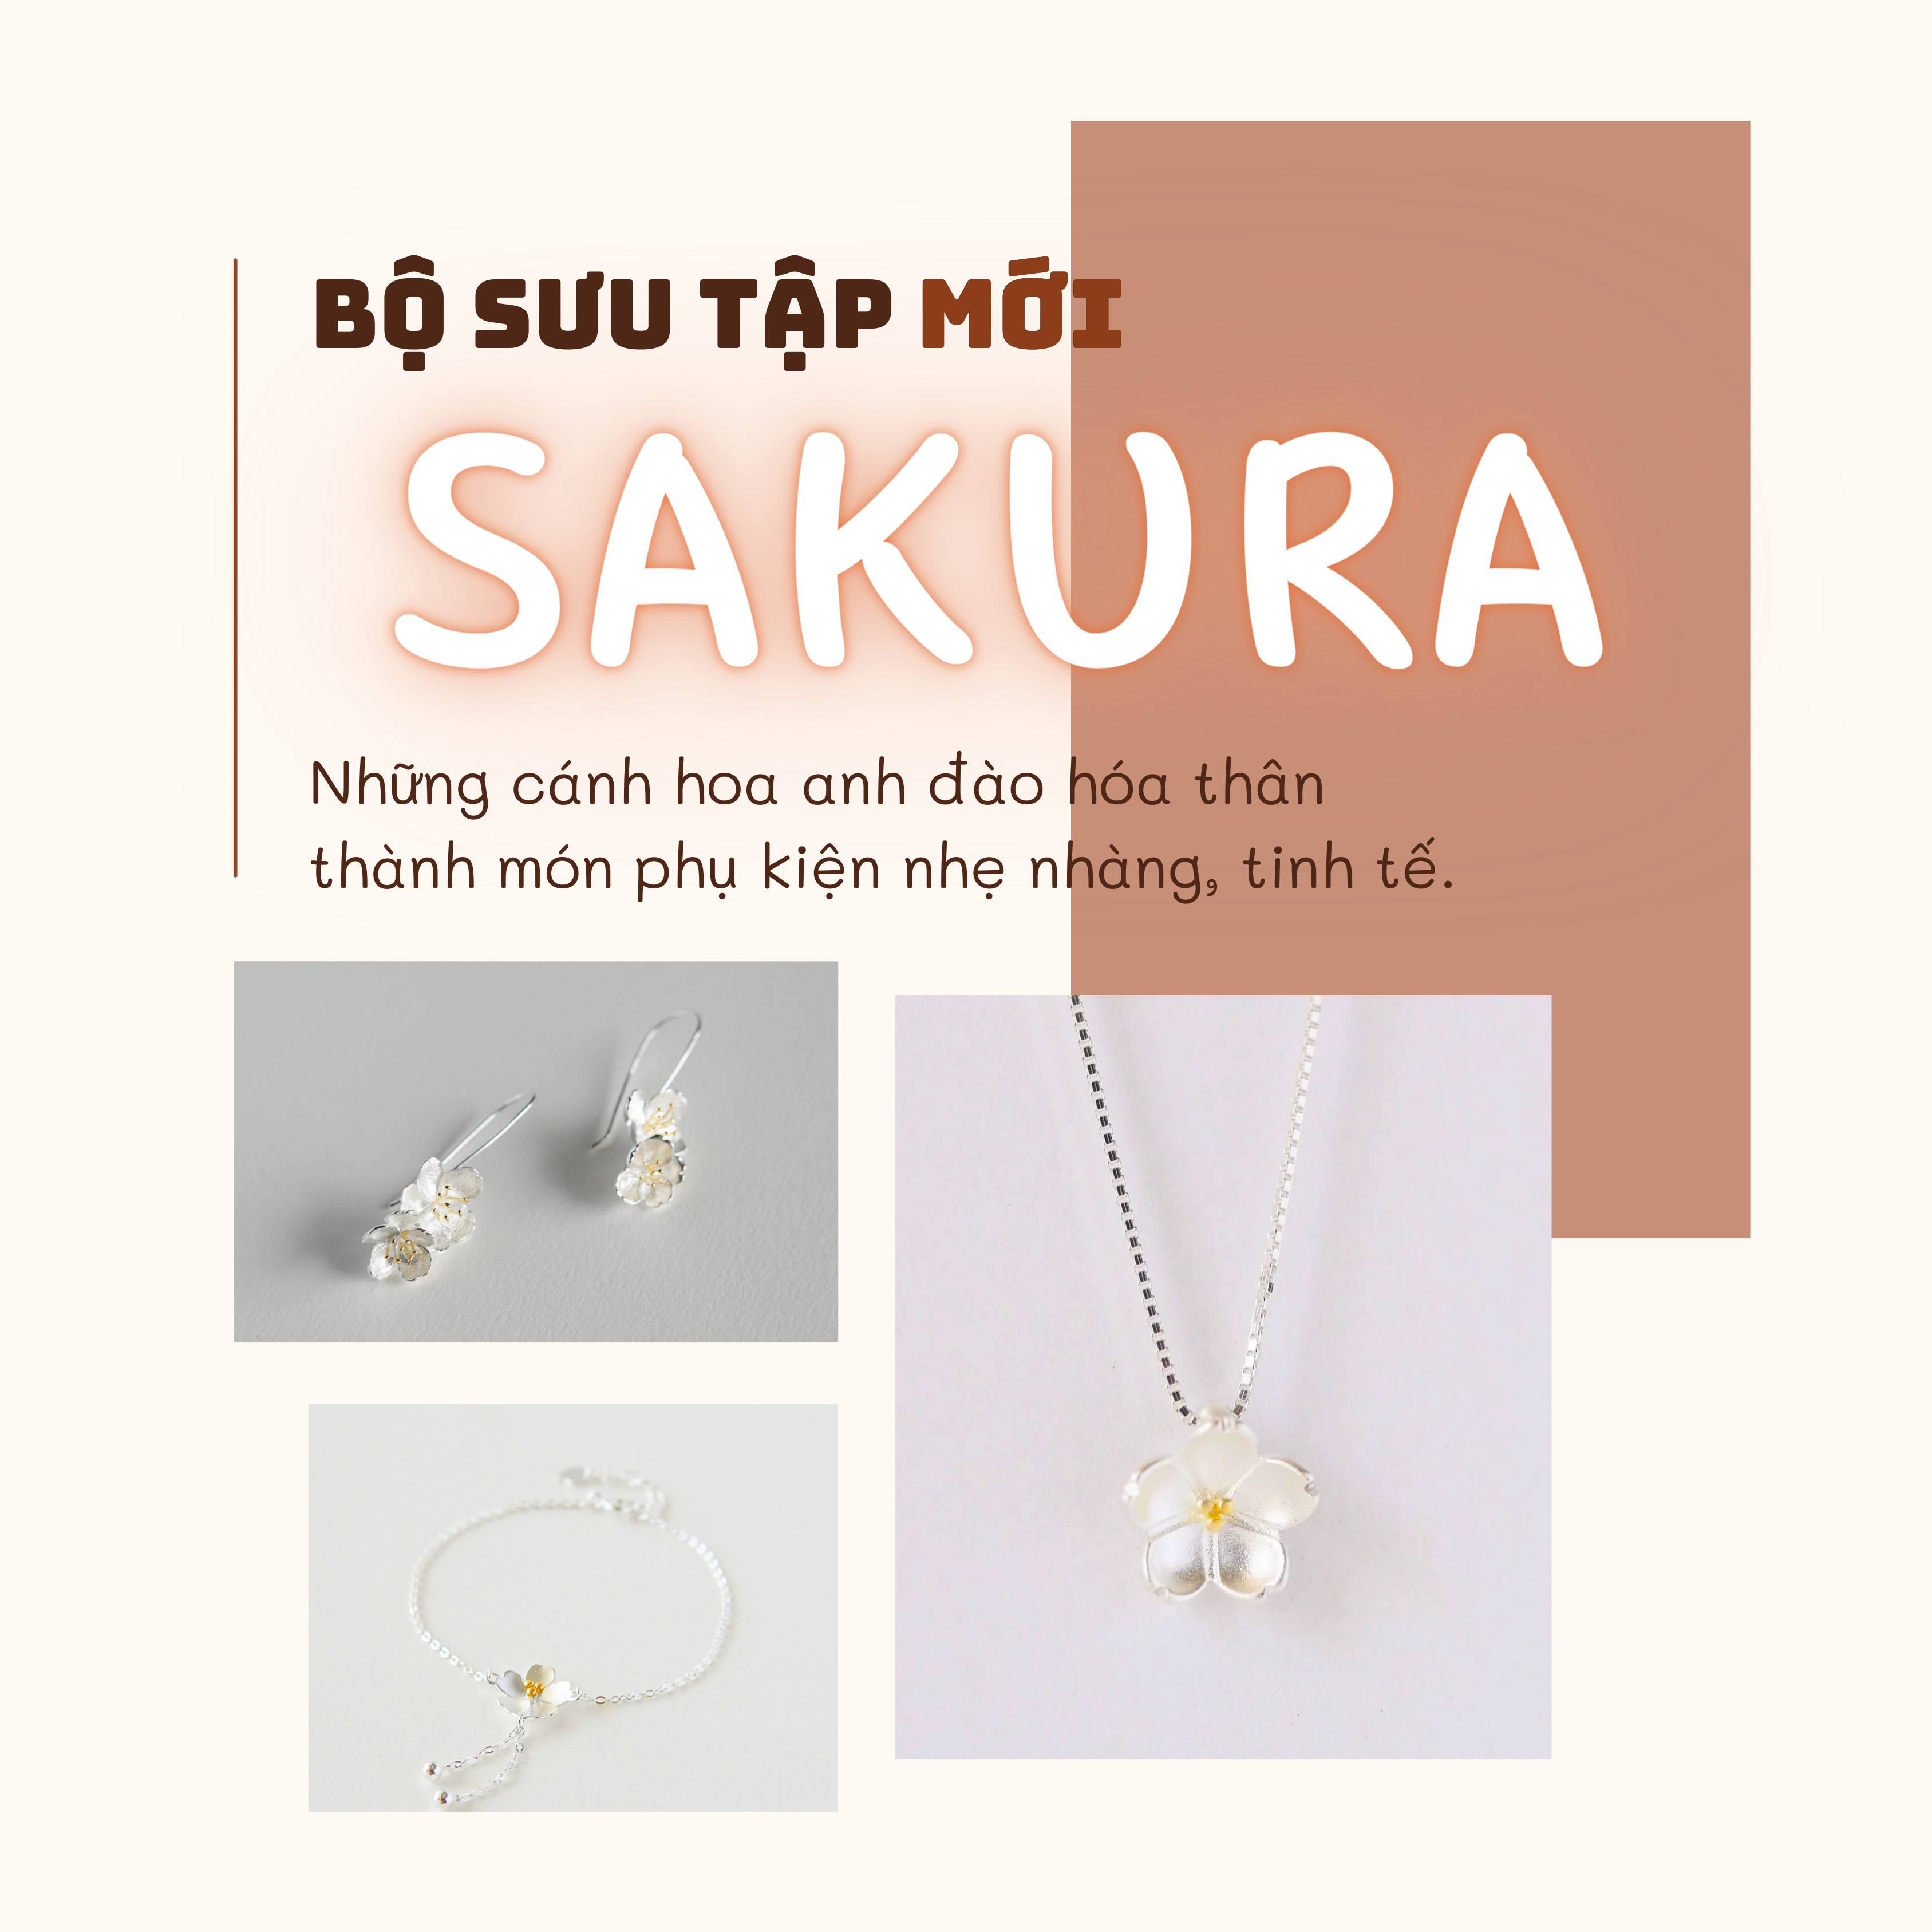 BỘ SƯU TẬP MỚI
SAKURA
Những cánh hoa anh đào hóa thân
thành món phụ kiện nhẹ nhàng, tinh tế.